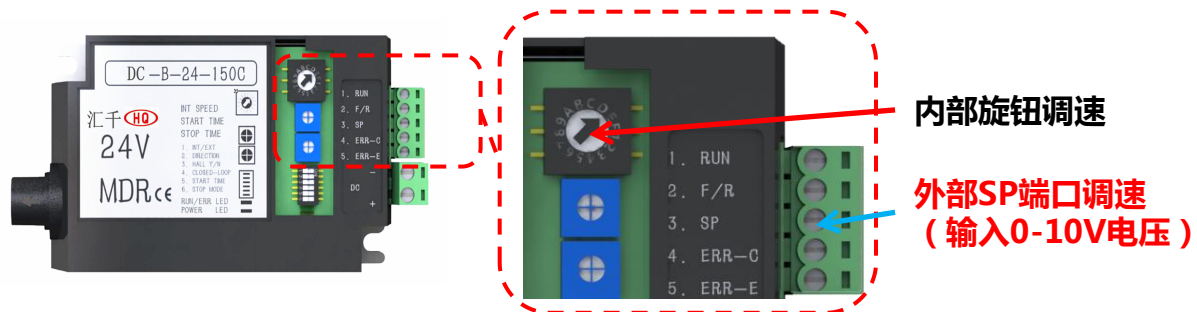 DC-B-24-150C
汇千 HQ
24V
MDR CE
INT SPEED
START TIME
STOP TIME
1. INT/EXT
2. DIRECTION
3. HALL F/N
4. CLOSED-LOOP
5. START TIME
6. STOP MODE
RUN/ERR LED
POWER LED
1. RUN
2. F/R
3. SP
4. ERR-C
5. ERR-E
−
DC
+
1. RUN
2. F/R
3. SP
4. ERR-C
5. ERR-E
内部旋钮调速
外部SP端口调速
（输入0-10V电压）